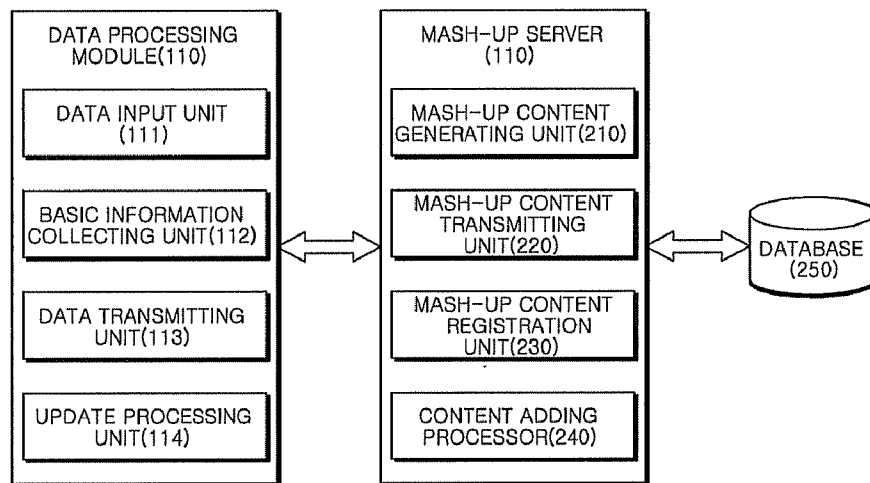 DATA PROCESSING
MODULE(110)
DATA INPUT UNIT
(111)
BASIC INFORMATION
COLLECTING UNIT(112)
DATA TRANSMITTING
UNIT(113)
UPDATE PROCESSING
UNIT(114)
MASH-UP SERVER
(110)
MASH-UP CONTENT
GENERATING UNIT(210)
MASH-UP CONTENT
TRANSMITTING
UNIT(220)
MASH-UP CONTENT
REGISTRATION
UNIT(230)
CONTENT ADDING
PROCESSOR(240)
DATABASE
(250)